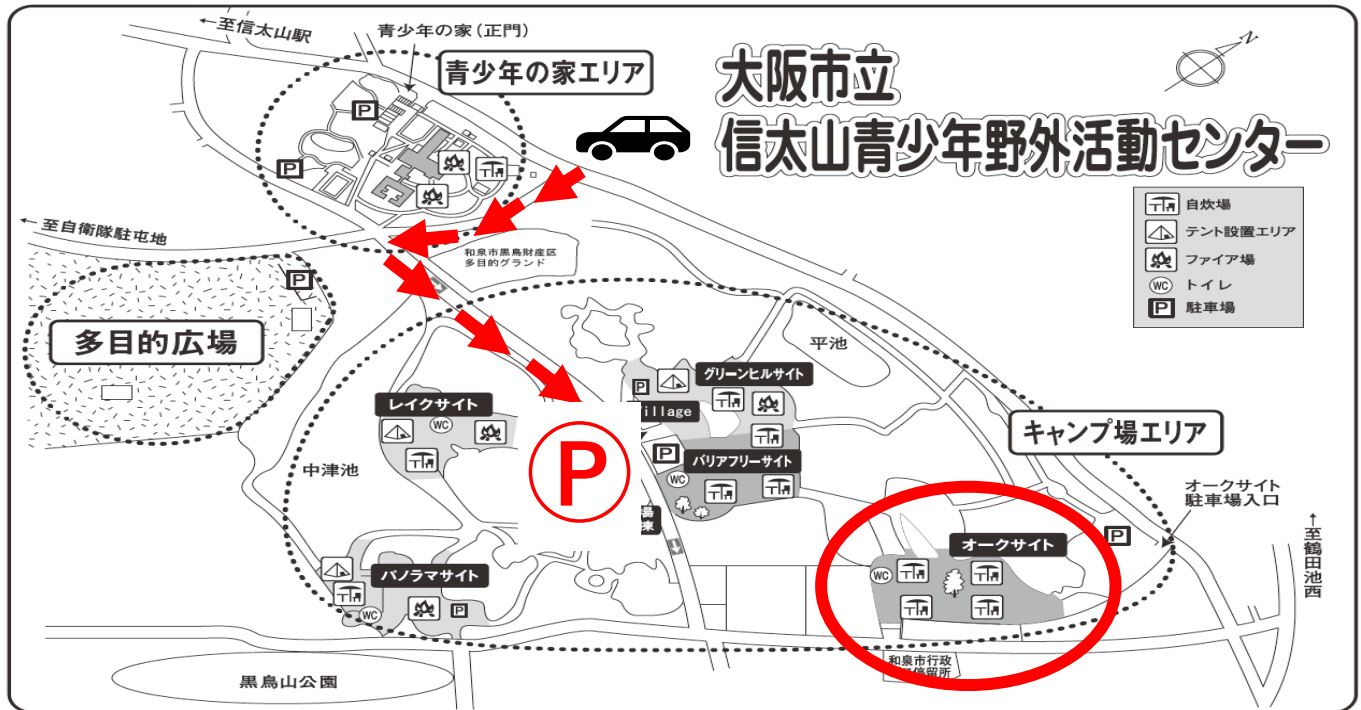 ←至信太山駅
青少年の家(正門)
青少年の家エリア
大阪市立
信太山青少年野外活動センター
N
P
P
自炊場
テント設置エリア
ファイア場
WC トイレ
P 駐車場
←至自衛隊駐屯地
和泉市黒鳥財産区
多目的グランド
P
多目的広場
平池
グリーンヒルサイト
P
レイクサイト
WC
illage
キャンプ場エリア
中津池
P
P
バリアフリーサイト
WC
オークサイト
駐車場入口
↑至鶴田池西
P
オークサイト
WC
東
パノラマサイト
WC
P
和泉市行政
停留所
黒鳥山公園